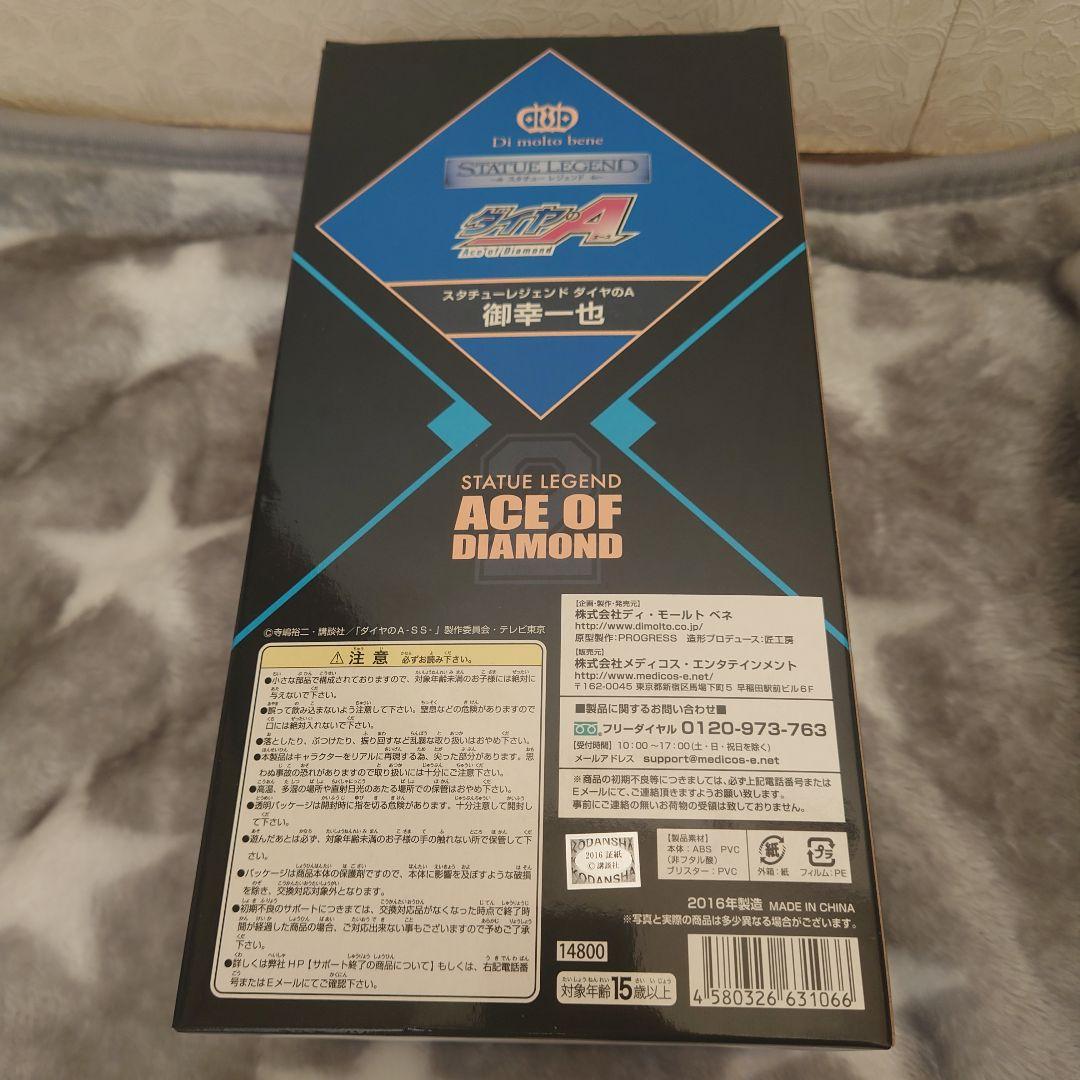 Di molto bene
STATUE LEGEND
スタチュー レジェンド
ダイヤのA
Ace of Diamond
スタチューレジェンド ダイヤのA
御幸一也
2
STATUE LEGEND
ACE OF
DIAMOND
©寺嶋裕二・講談社／「ダイヤのA-SS-」製作委員会・テレビ東京
⚠注意 必ずお読み下さい。
●小さな部品で構成されておりますので、対象年齢未満のお子様には絶対に
与えないで下さい。
●誤って飲み込まないよう注意して下さい。窒息などの危険がありますので
口には絶対入れないで下さい。
●落としたり、ぶつけたり、振り回すなど乱暴な取り扱いはおやめ下さい。
●本製品はキャラクターをリアルに再現する為、尖った部分があります。思
わぬ事故の恐れがありますので取り扱いには十分にご注意下さい。
●高温、多湿の場所や直射日光のあたる場所での保管はおやめ下さい。
●透明パッケージは開封時に指を切る危険があります。十分注意して開封し
て下さい。
●遊んだあとは必ず、対象年齢未満のお子様の手の触れない所で保管して下
さい。
●パッケージは商品本体の保護剤ですので、本体に影響を及ぼすような破損
を除き、交換対応対象外となります。
●初期不良のサポートにつきましては、交換対応品がなくなった時点で終了時
間が経過した商品の場合、ご対応出来ない事もございますので予めご了承
下さい。
●詳しくは弊社HP【サポート終了の商品について】もしくは、右記電話番
号またはEメールにてご確認下さい。
【企画・製作・発売元】
株式会社ディ・モールト ベネ
http://www.dimolto.co.jp/
原型製作：PROGRESS 造形プロデュース：匠工房
【販売元】
株式会社メディコス・エンタテインメント
http://www.medicos-e.net/
〒162-0045 東京都新宿区馬場下町5 早稲田駅前ビル6F
■製品に関するお問い合わせ■
フリーダイヤル 0120-973-763
【受付時間】10：00〜17：00（土・日・祝日を除く）
メールアドレス support@medicos-e.net
※商品の初期不良等につきましては、必ず上記電話番号または
Eメールにて、ご連絡頂きますようお願い致します。
事前にご連絡の無いお荷物の受領は致しておりません。
KODANSHA
2016 証紙
©講談社
KODANSHA
【製品素材】
本体：ABS PVC
（非フタル酸）
ブリスター：PVC
紙
外箱：紙
プラ
フィルム：PE
2016年製造 MADE IN CHINA
※写真と実際の商品は多少異なる場合がございます。
14800
対象年齢15歳以上
4 580326 631066